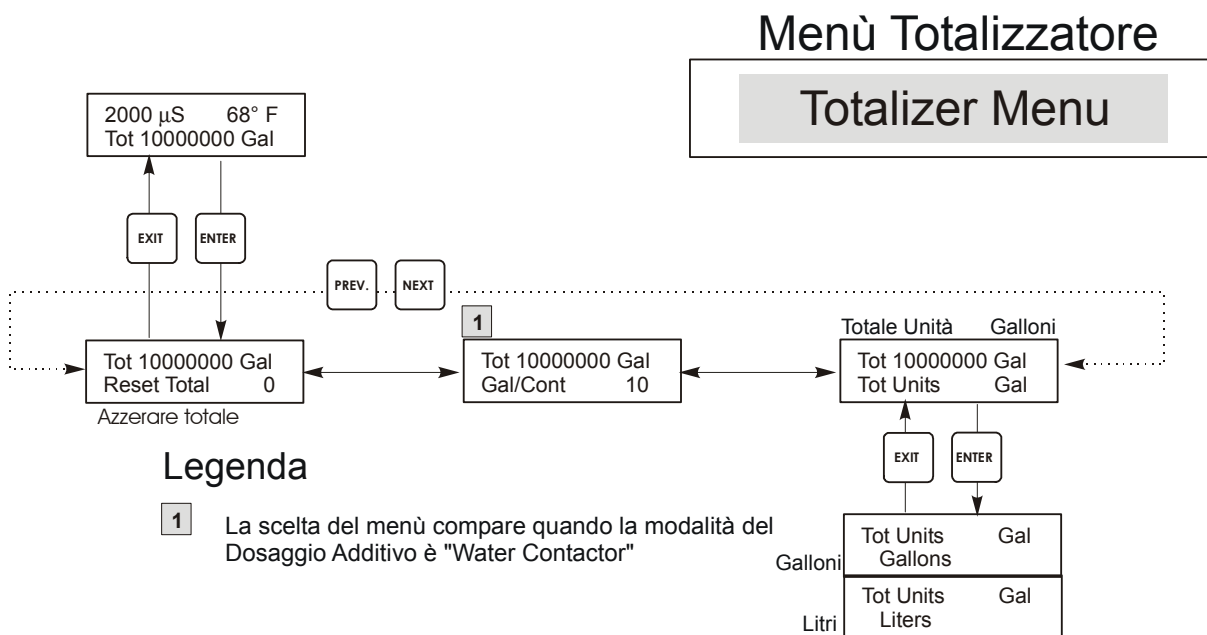 Menù Totalizzatore
Totalizer Menu
2000 µS 68° F
Tot 10000000 Gal
EXIT
ENTER
PREV.
NEXT
1
Totale Unità Galloni
Tot 10000000 Gal
Reset Total 0
Tot 10000000 Gal
Gal/Cont 10
Tot 10000000 Gal
Tot Units Gal
Azzerare totale
EXIT
ENTER
Legenda
1 La scelta del menù compare quando la modalità del
Dosaggio Additivo è "Water Contactor"
Tot Units Gal
Galloni Gallons
Tot Units Gal
Litri Liters